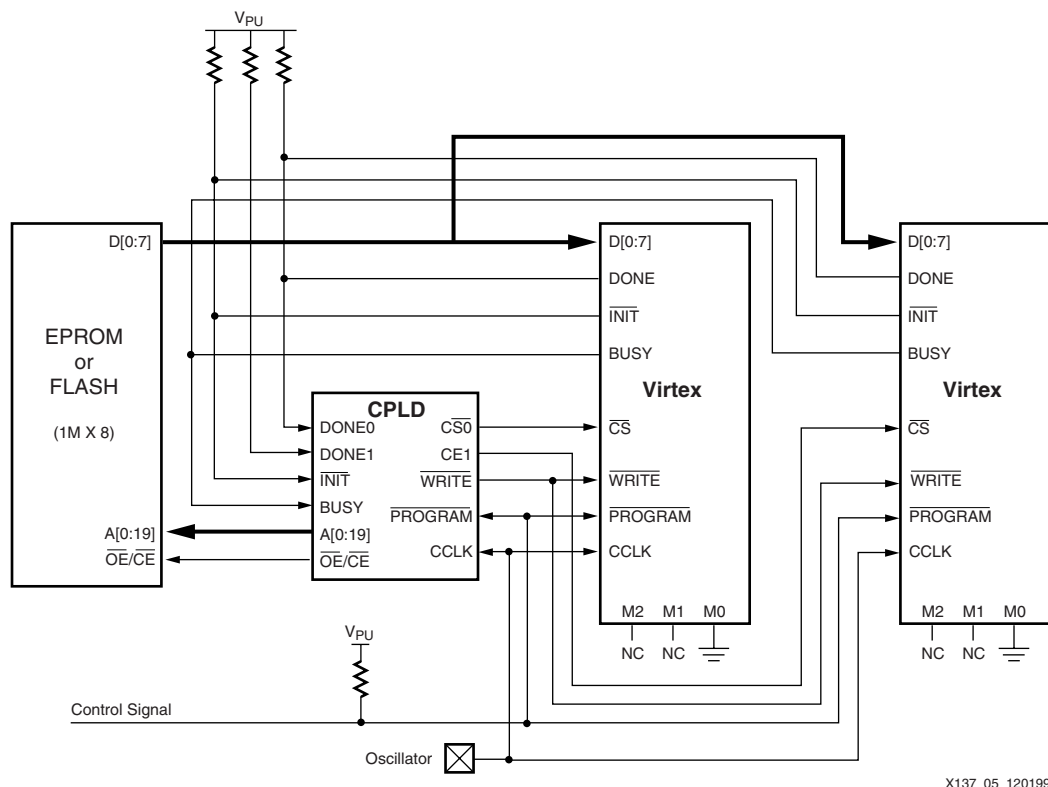 VPU
D[0:7]
EPROM
or
FLASH
(1M X 8)
A[0:19]
OE/CE
CPLD
DONE0
DONE1
INIT
BUSY
A[0:19]
OE/CE
CS0
CE1
WRITE
PROGRAM
CCLK
D[0:7]
DONE
INIT
BUSY
Virtex
CS
WRITE
PROGRAM
CCLK
M2 M1 M0
NC NC
D[0:7]
DONE
INIT
BUSY
Virtex
CS
WRITE
PROGRAM
CCLK
M2 M1 M0
NC NC
VPU
Control Signal
Oscillator
X137_05_120199